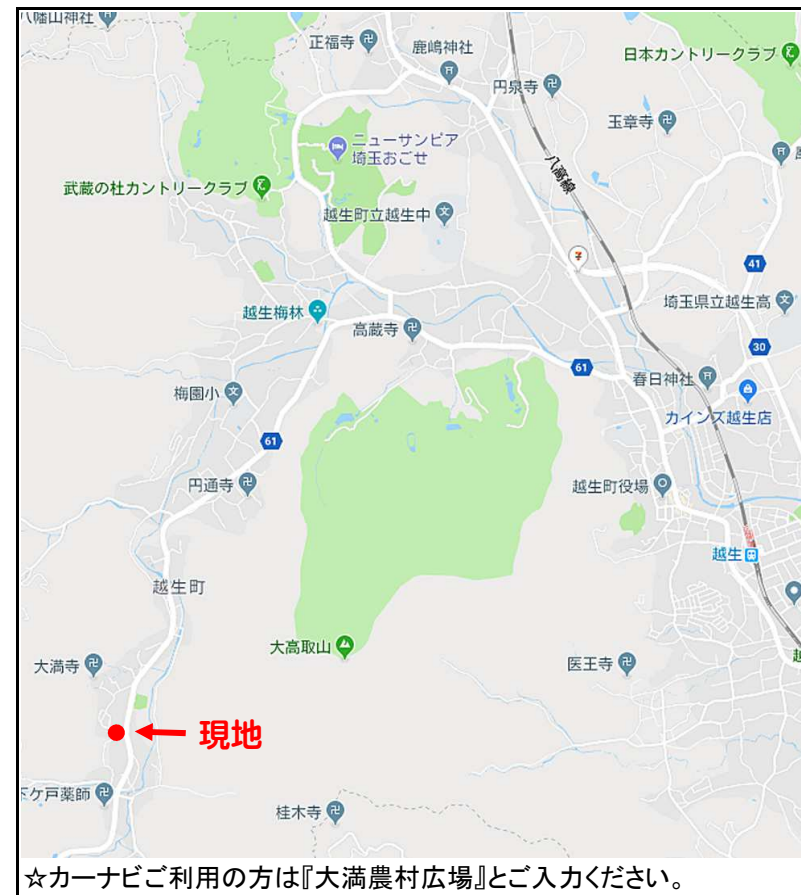 八幡山神社
正福寺
鹿嶋神社
日本カントリークラブ
円泉寺
玉章寺
ニューサンピア
埼玉おごせ
八高線
武蔵の杜カントリークラブ
越生町立越生中
41
越生梅林
埼玉県立越生高
高蔵寺
30
61
春日神社
梅園小
カインズ越生店
61
円通寺
越生町役場
越生
越生町
大高取山
大満寺
医王寺
現地
下ケ戸薬師
桂木寺
☆カーナビご利用の方は『大満農村広場』とご入力ください。